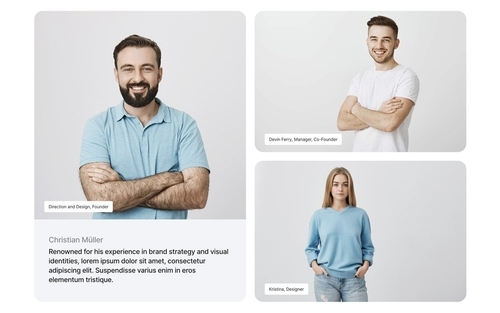 Direction and Design, Founder
Christian Müller
Renowned for his experience in brand strategy and visual
identities, lorem ipsum dolor sit amet, consectetur
adipiscing elit. Suspendisse varius enim in eros
elementum tristique.
Devin Ferry, Manager, Co-Founder
Kristina, Designer